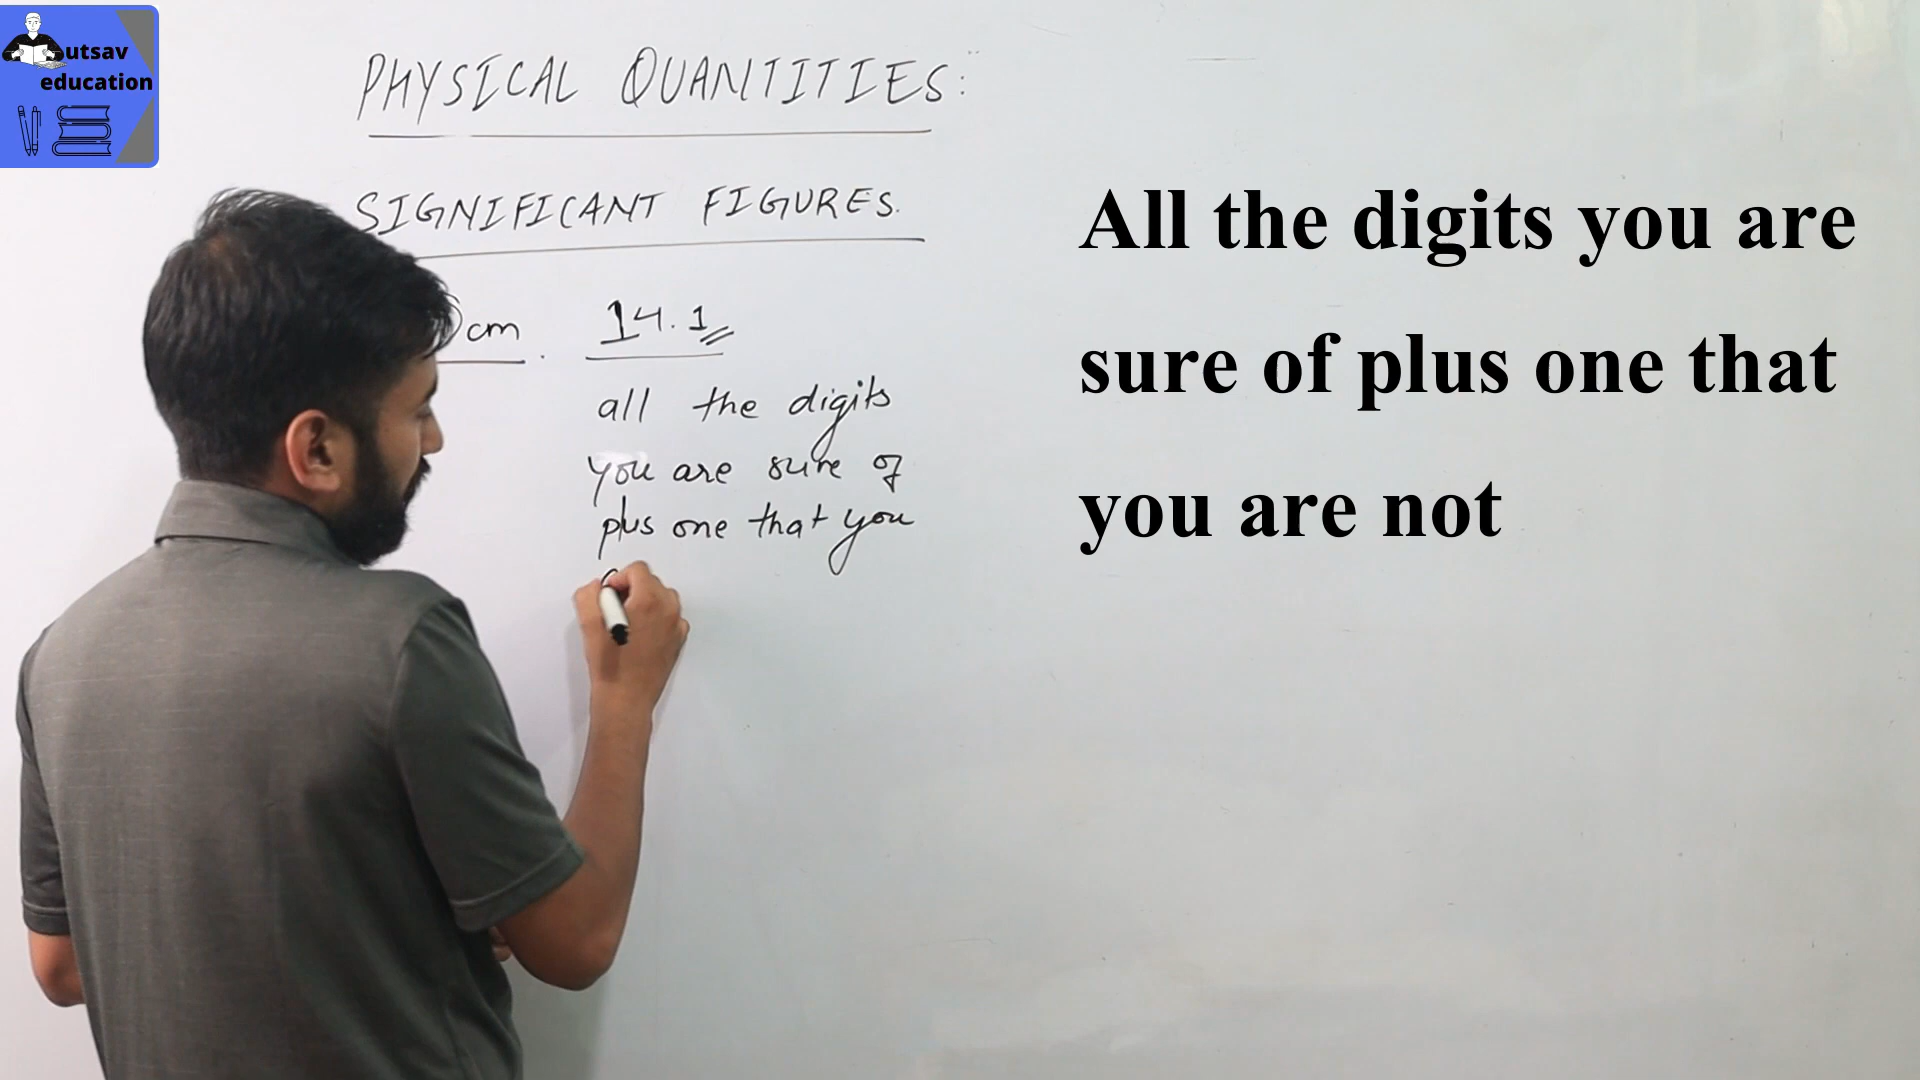 utsav
education
PHYSICAL QUANTITIES:
SIGNIFICANT FIGURES.
cm. 14.1
all the digits
you are sure of
plus one that you
All the digits you are
sure of plus one that
you are not